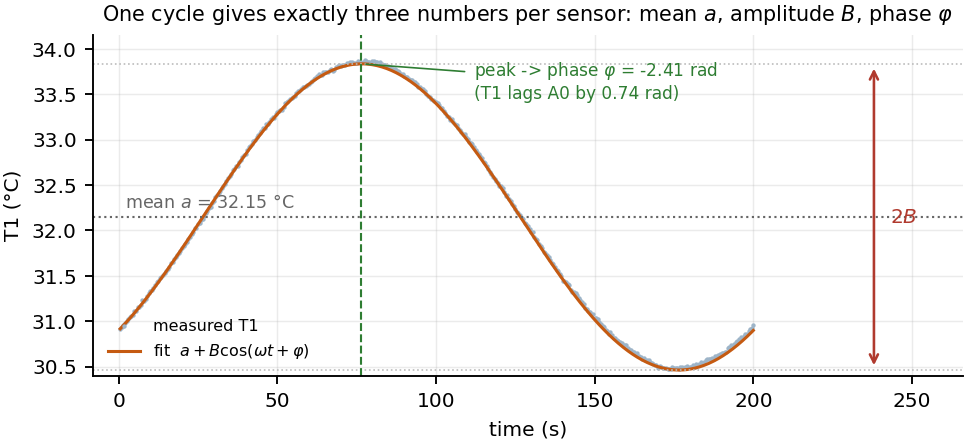 One cycle gives exactly three numbers per sensor: mean a, amplitude B, phase φ
34.0
33.5
33.0
32.5
32.0
31.5
31.0
30.5
T1 (°C)
peak -> phase φ = -2.41 rad
(T1 lags A0 by 0.74 rad)
mean a = 32.15 °C
2B
measured T1
fit a + Bcos(ωt + φ)
0 50 100 150 200 250
time (s)